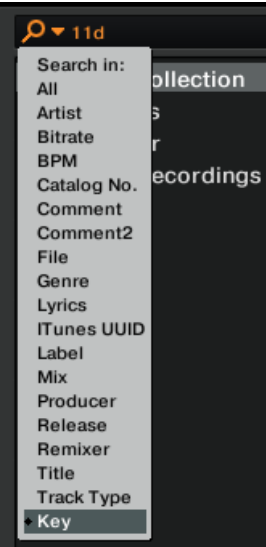 11d
Search in:
All
ollection
Artist
s
Bitrate
r
BPM
Catalog No.
ecordings
Comment
Comment2
File
Genre
Lyrics
ITunes UUID
Label
Mix
Producer
Release
Remixer
Title
Track Type
Key